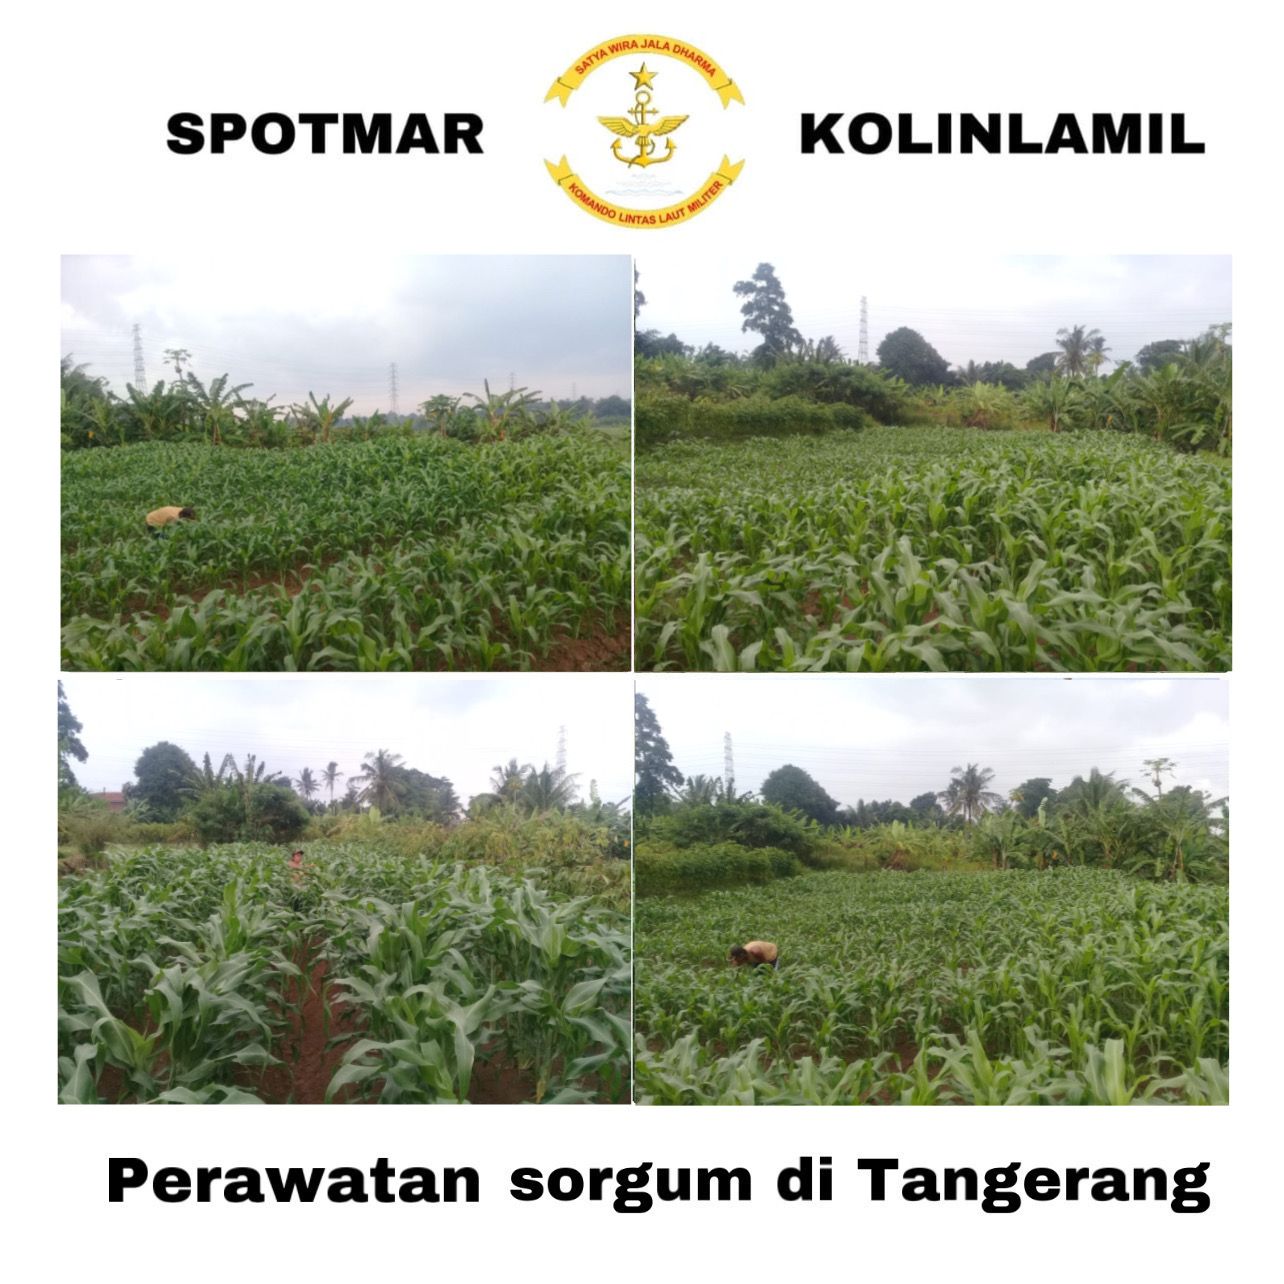 SATYA WIRA JALA DHARMA
SPOTMAR
KOLINLAMIL
KOMANDO LINTAS LAUT MILITER
Perawatan sorgum di Tangerang